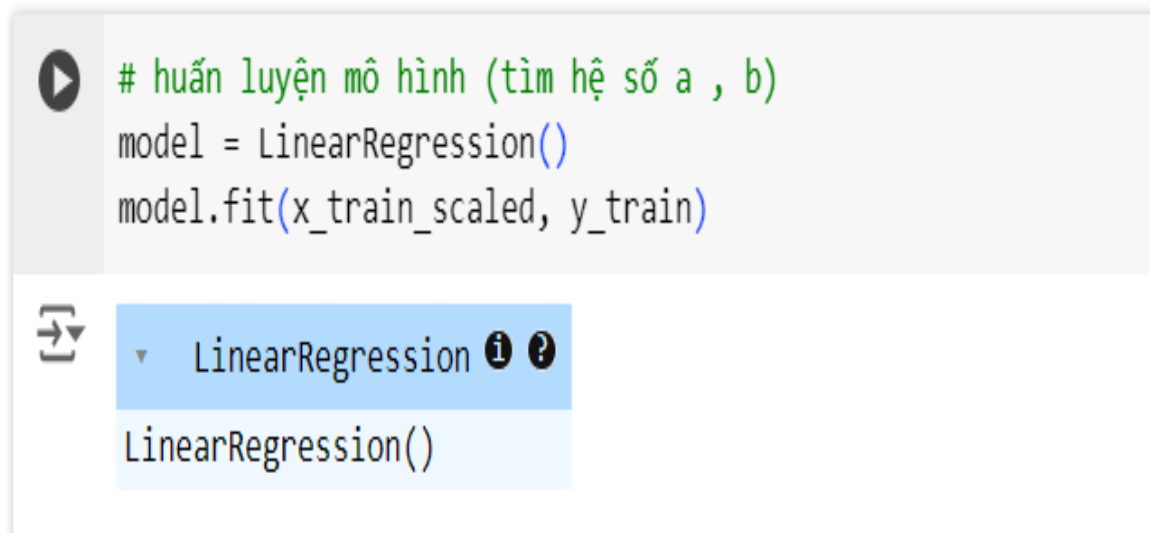 # huấn luyện mô hình (tìm hệ số a , b)
model = LinearRegression()
model.fit(x_train_scaled, y_train)
LinearRegression
LinearRegression()